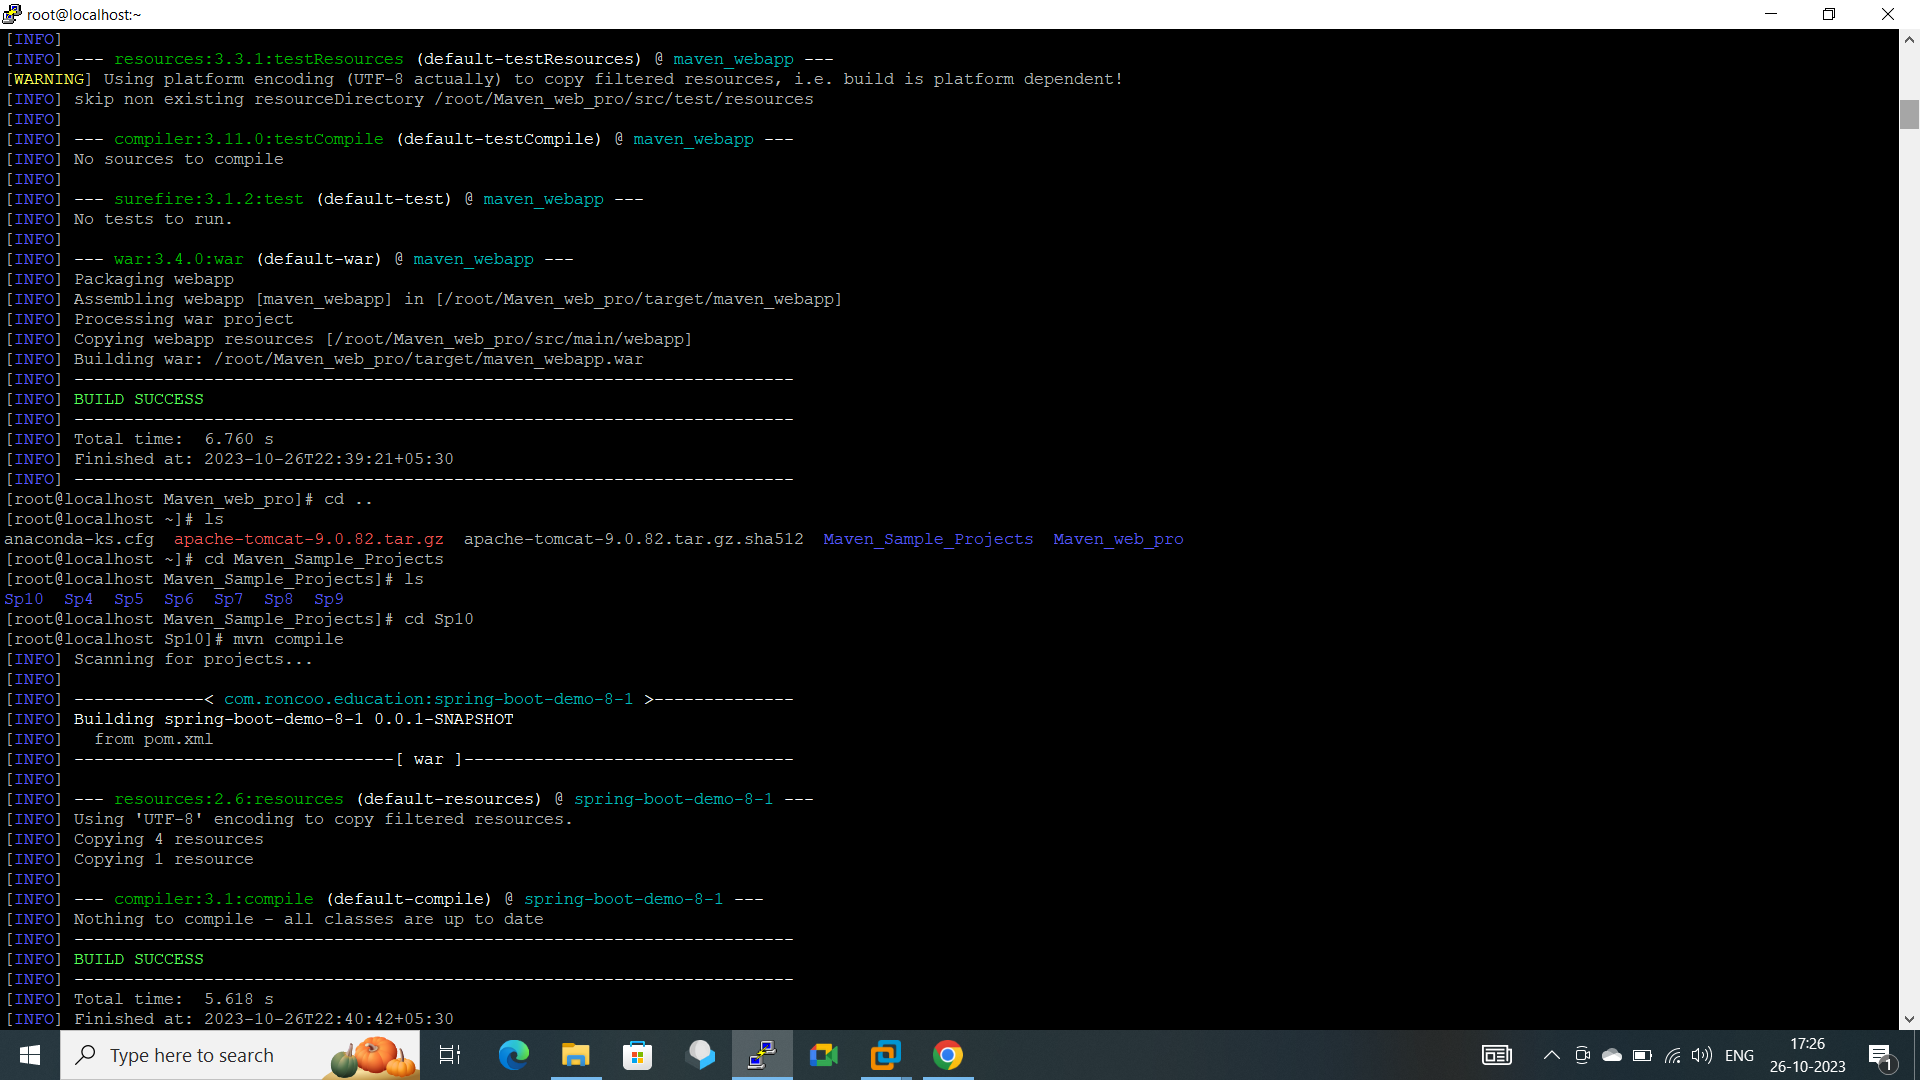 root@localhost:~
[INFO]
[INFO] --- resources:3.3.1:testResources (default-testResources) @ maven_webapp ---
[WARNING] Using platform encoding (UTF-8 actually) to copy filtered resources, i.e. build is platform dependent!
[INFO] skip non existing resourceDirectory /root/Maven_web_pro/src/test/resources
[INFO]
[INFO] --- compiler:3.11.0:testCompile (default-testCompile) @ maven_webapp ---
[INFO] No sources to compile
[INFO]
[INFO] --- surefire:3.1.2:test (default-test) @ maven_webapp ---
[INFO] No tests to run.
[INFO]
[INFO] --- war:3.4.0:war (default-war) @ maven_webapp ---
[INFO] Packaging webapp
[INFO] Assembling webapp [maven_webapp] in [/root/Maven_web_pro/target/maven_webapp]
[INFO] Processing war project
[INFO] Copying webapp resources [/root/Maven_web_pro/src/main/webapp]
[INFO] Building war: /root/Maven_web_pro/target/maven_webapp.war
[INFO] ------------------------------------------------------------------------
[INFO] BUILD SUCCESS
[INFO] ------------------------------------------------------------------------
[INFO] Total time:  6.760 s
[INFO] Finished at: 2023-10-26T22:39:21+05:30
[INFO] ------------------------------------------------------------------------
[root@localhost Maven_web_pro]# cd ..
[root@localhost ~]# ls
anaconda-ks.cfg  apache-tomcat-9.0.82.tar.gz  apache-tomcat-9.0.82.tar.gz.sha512  Maven_Sample_Projects  Maven_web_pro
[root@localhost ~]# cd Maven_Sample_Projects
[root@localhost Maven_Sample_Projects]# ls
Sp10  Sp4  Sp5  Sp6  Sp7  Sp8  Sp9
[root@localhost Maven_Sample_Projects]# cd Sp10
[root@localhost Sp10]# mvn compile
[INFO] Scanning for projects...
[INFO]
[INFO] -------------< com.roncoo.education:spring-boot-demo-8-1 >--------------
[INFO] Building spring-boot-demo-8-1 0.0.1-SNAPSHOT
[INFO]   from pom.xml
[INFO] --------------------------------[ war ]---------------------------------
[INFO]
[INFO] --- resources:2.6:resources (default-resources) @ spring-boot-demo-8-1 ---
[INFO] Using 'UTF-8' encoding to copy filtered resources.
[INFO] Copying 4 resources
[INFO] Copying 1 resource
[INFO]
[INFO] --- compiler:3.1:compile (default-compile) @ spring-boot-demo-8-1 ---
[INFO] Nothing to compile - all classes are up to date
[INFO] ------------------------------------------------------------------------
[INFO] BUILD SUCCESS
[INFO] ------------------------------------------------------------------------
[INFO] Total time:  5.618 s
[INFO] Finished at: 2023-10-26T22:40:42+05:30
Type here to search
ENG
17:26
26-10-2023
1